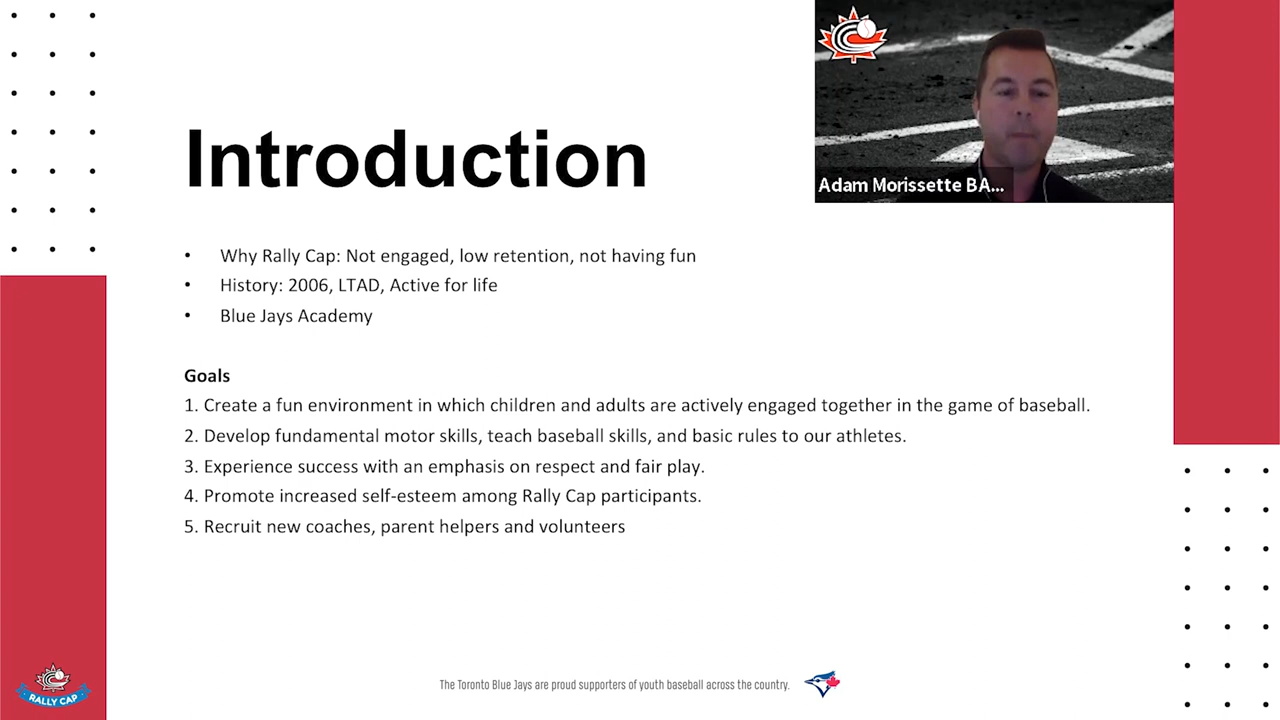 Introduction
Adam Morissette BA...
• Why Rally Cap: Not engaged, low retention, not having fun
• History: 2006, LTAD, Active for life
• Blue Jays Academy
Goals
1. Create a fun environment in which children and adults are actively engaged together in the game of baseball.
2. Develop fundamental motor skills, teach baseball skills, and basic rules to our athletes.
3. Experience success with an emphasis on respect and fair play.
4. Promote increased self-esteem among Rally Cap participants.
5. Recruit new coaches, parent helpers and volunteers
RALLY CAP
The Toronto Blue Jays are proud supporters of youth baseball across the country.